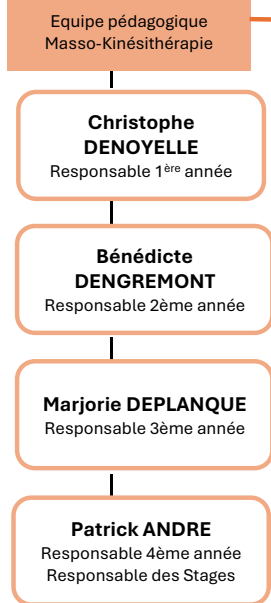 Equipe pédagogique
Masso-Kinésithérapie
Christophe
DENOYELLE
Responsable 1ère année
Bénédicte
DENGREMONT
Responsable 2ème année
Marjorie DEPLANQUE
Responsable 3ème année
Patrick ANDRE
Responsable 4ème année
Responsable des Stages